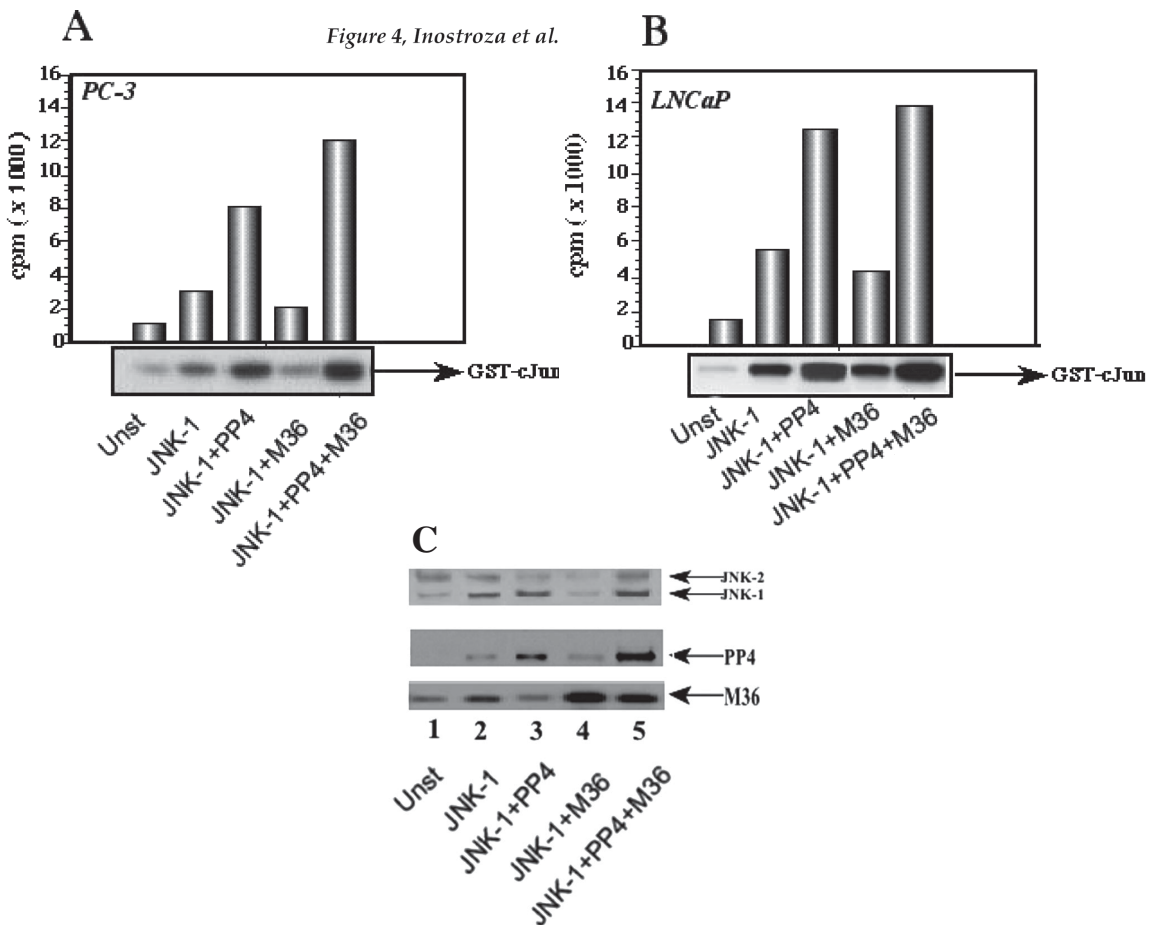 A
Figure 4, Inostroza et al.
PC-3
cpm ( x 1000)
16
14
12
10
8
6
4
2
0
GST-cJun
Unst
JNK-1
JNK-1+PP4
JNK-1+M36
JNK-1+PP4+M36
B
LNCaP
cpm ( x 1000)
16
14
12
10
8
6
4
2
0
GST-cJun
Unst
JNK-1
JNK-1+PP4
JNK-1+M36
JNK-1+PP4+M36
C
JNK-2
JNK-1
PP4
M36
1 2 3 4 5
Unst
JNK-1
JNK-1+PP4
JNK-1+M36
JNK-1+PP4+M36